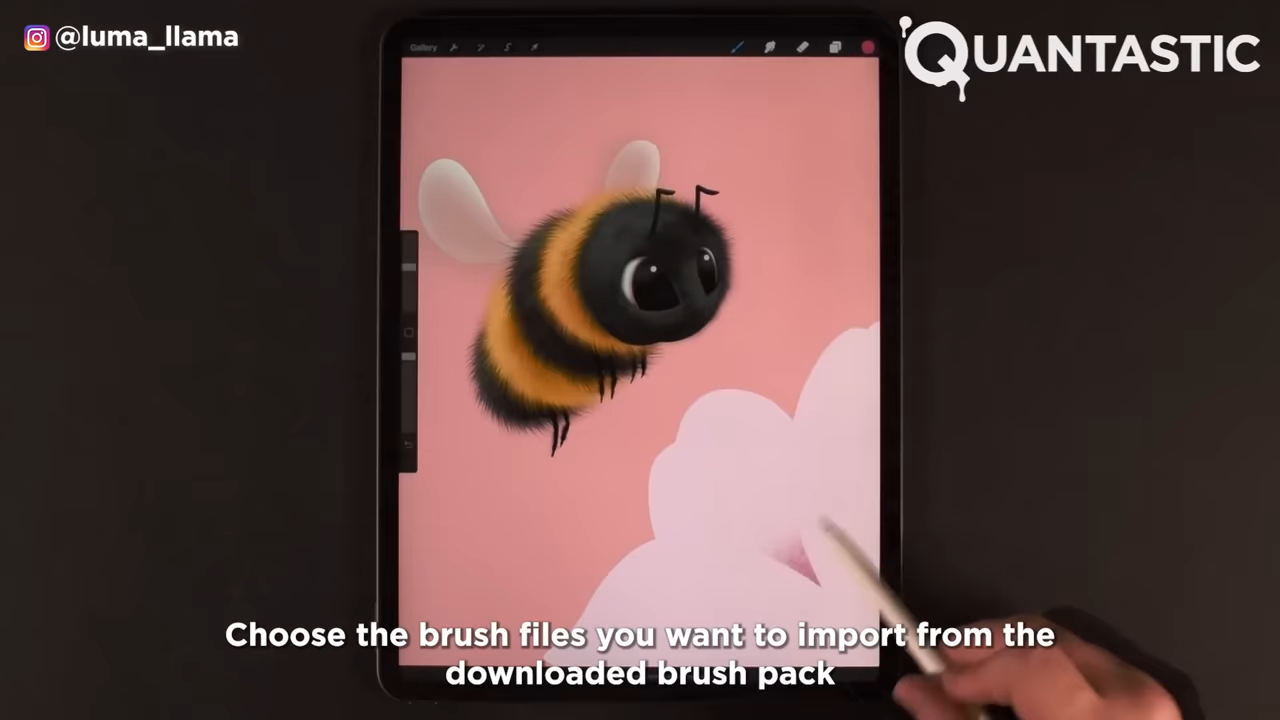 @luma_llama
QUANTASTIC
Gallery
Choose the brush files you want to import from the
downloaded brush pack